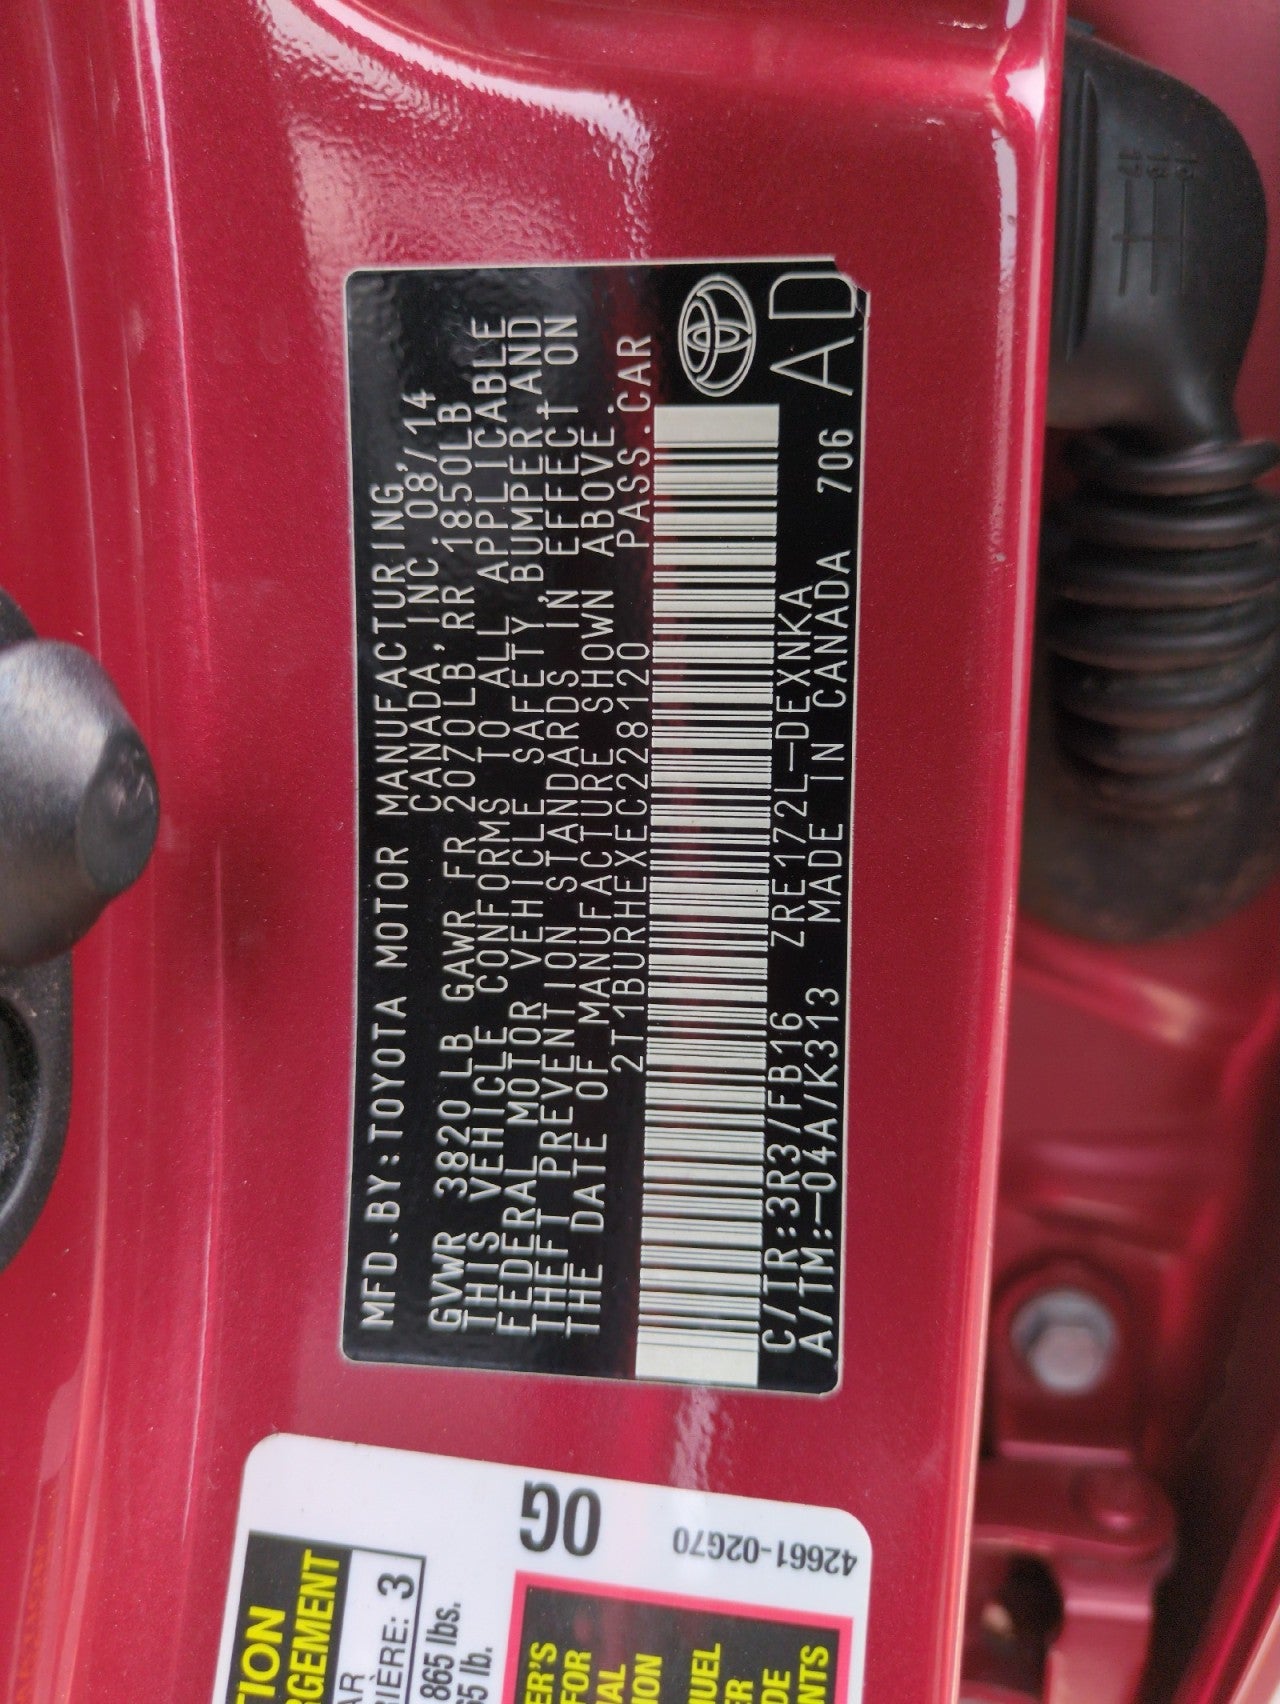 MFD.BY:TOYOTA MOTOR MANUFACTURING,
CANADA, INC. 08/14
GVWR 3820 LB GAWR FR 2070LB, RR 1850LB
THIS VEHICLE CONFORMS TO ALL APPLICABLE
FEDERAL MOTOR VEHICLE SAFETY, BUMPER, AND
THEFT PREVENTION STANDARDS IN EFFECT ON
THE DATE OF MANUFACTURE SHOWN ABOVE.
2T1BURHEXEC228120 PASS.CAR
C/TR:3R3/FB16 ZRE172L-DEXNKA
A/TM:-04A/K313 MADE IN CANADA 706
AD
0G
42661-02G70
3
865 lbs.